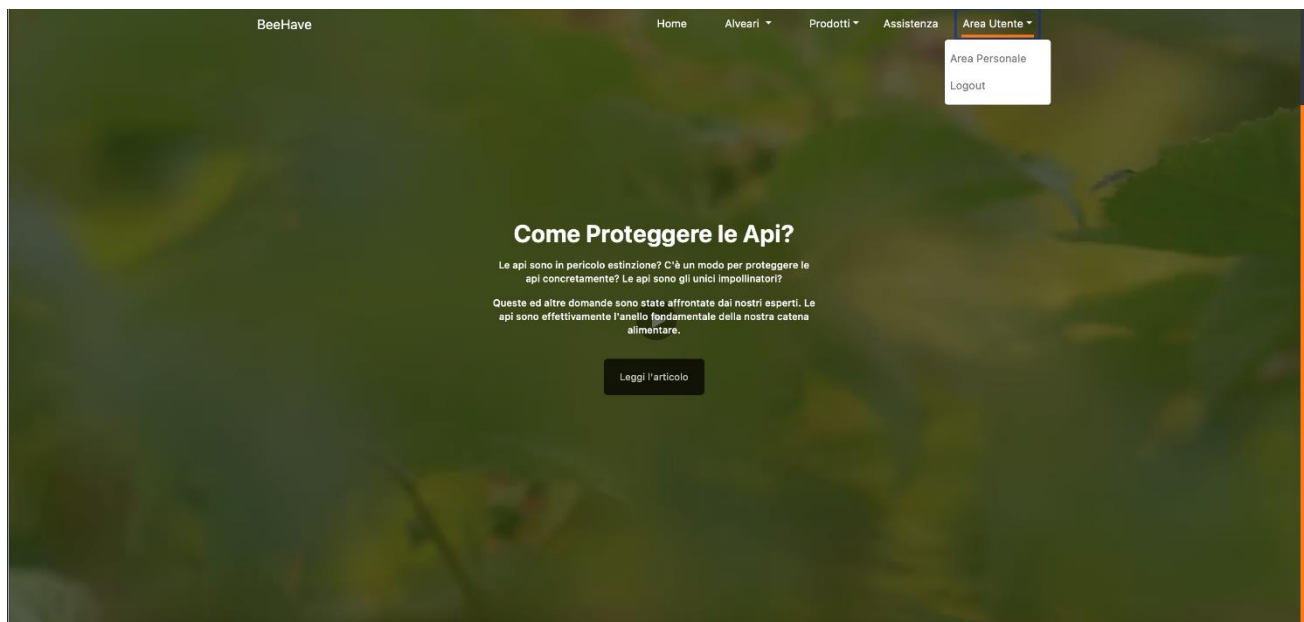 BeeHave Home Alveari Prodotti Assistenza Area Utente
Area Personale
Logout
Come Proteggere le Api?
Le api sono in pericolo estinzione? C'è un modo per proteggere le
api concretamente? Le api sono gli unici impollinatori?
Queste ed altre domande sono state affrontate dai nostri esperti. Le
api sono effettivamente l'anello fondamentale della nostra catena
alimentare.
Leggi l'articolo